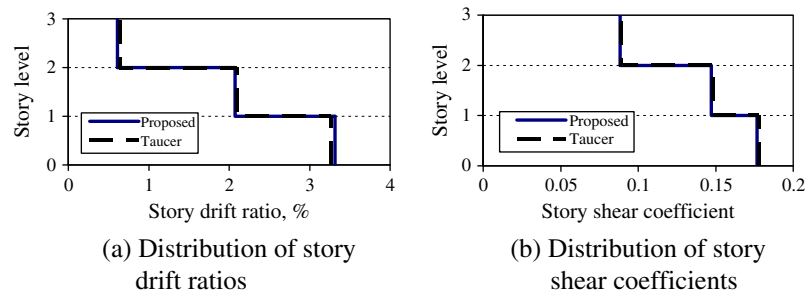 3
2
1
0
Story level
Proposed
Taucer
0 1 2 3 4
Story drift ratio, %
(a) Distribution of story
drift ratios
3
2
1
0
Story level
Proposed
Taucer
0 0.05 0.1 0.15 0.2
Story shear coefficient
(b) Distribution of story
shear coefficients